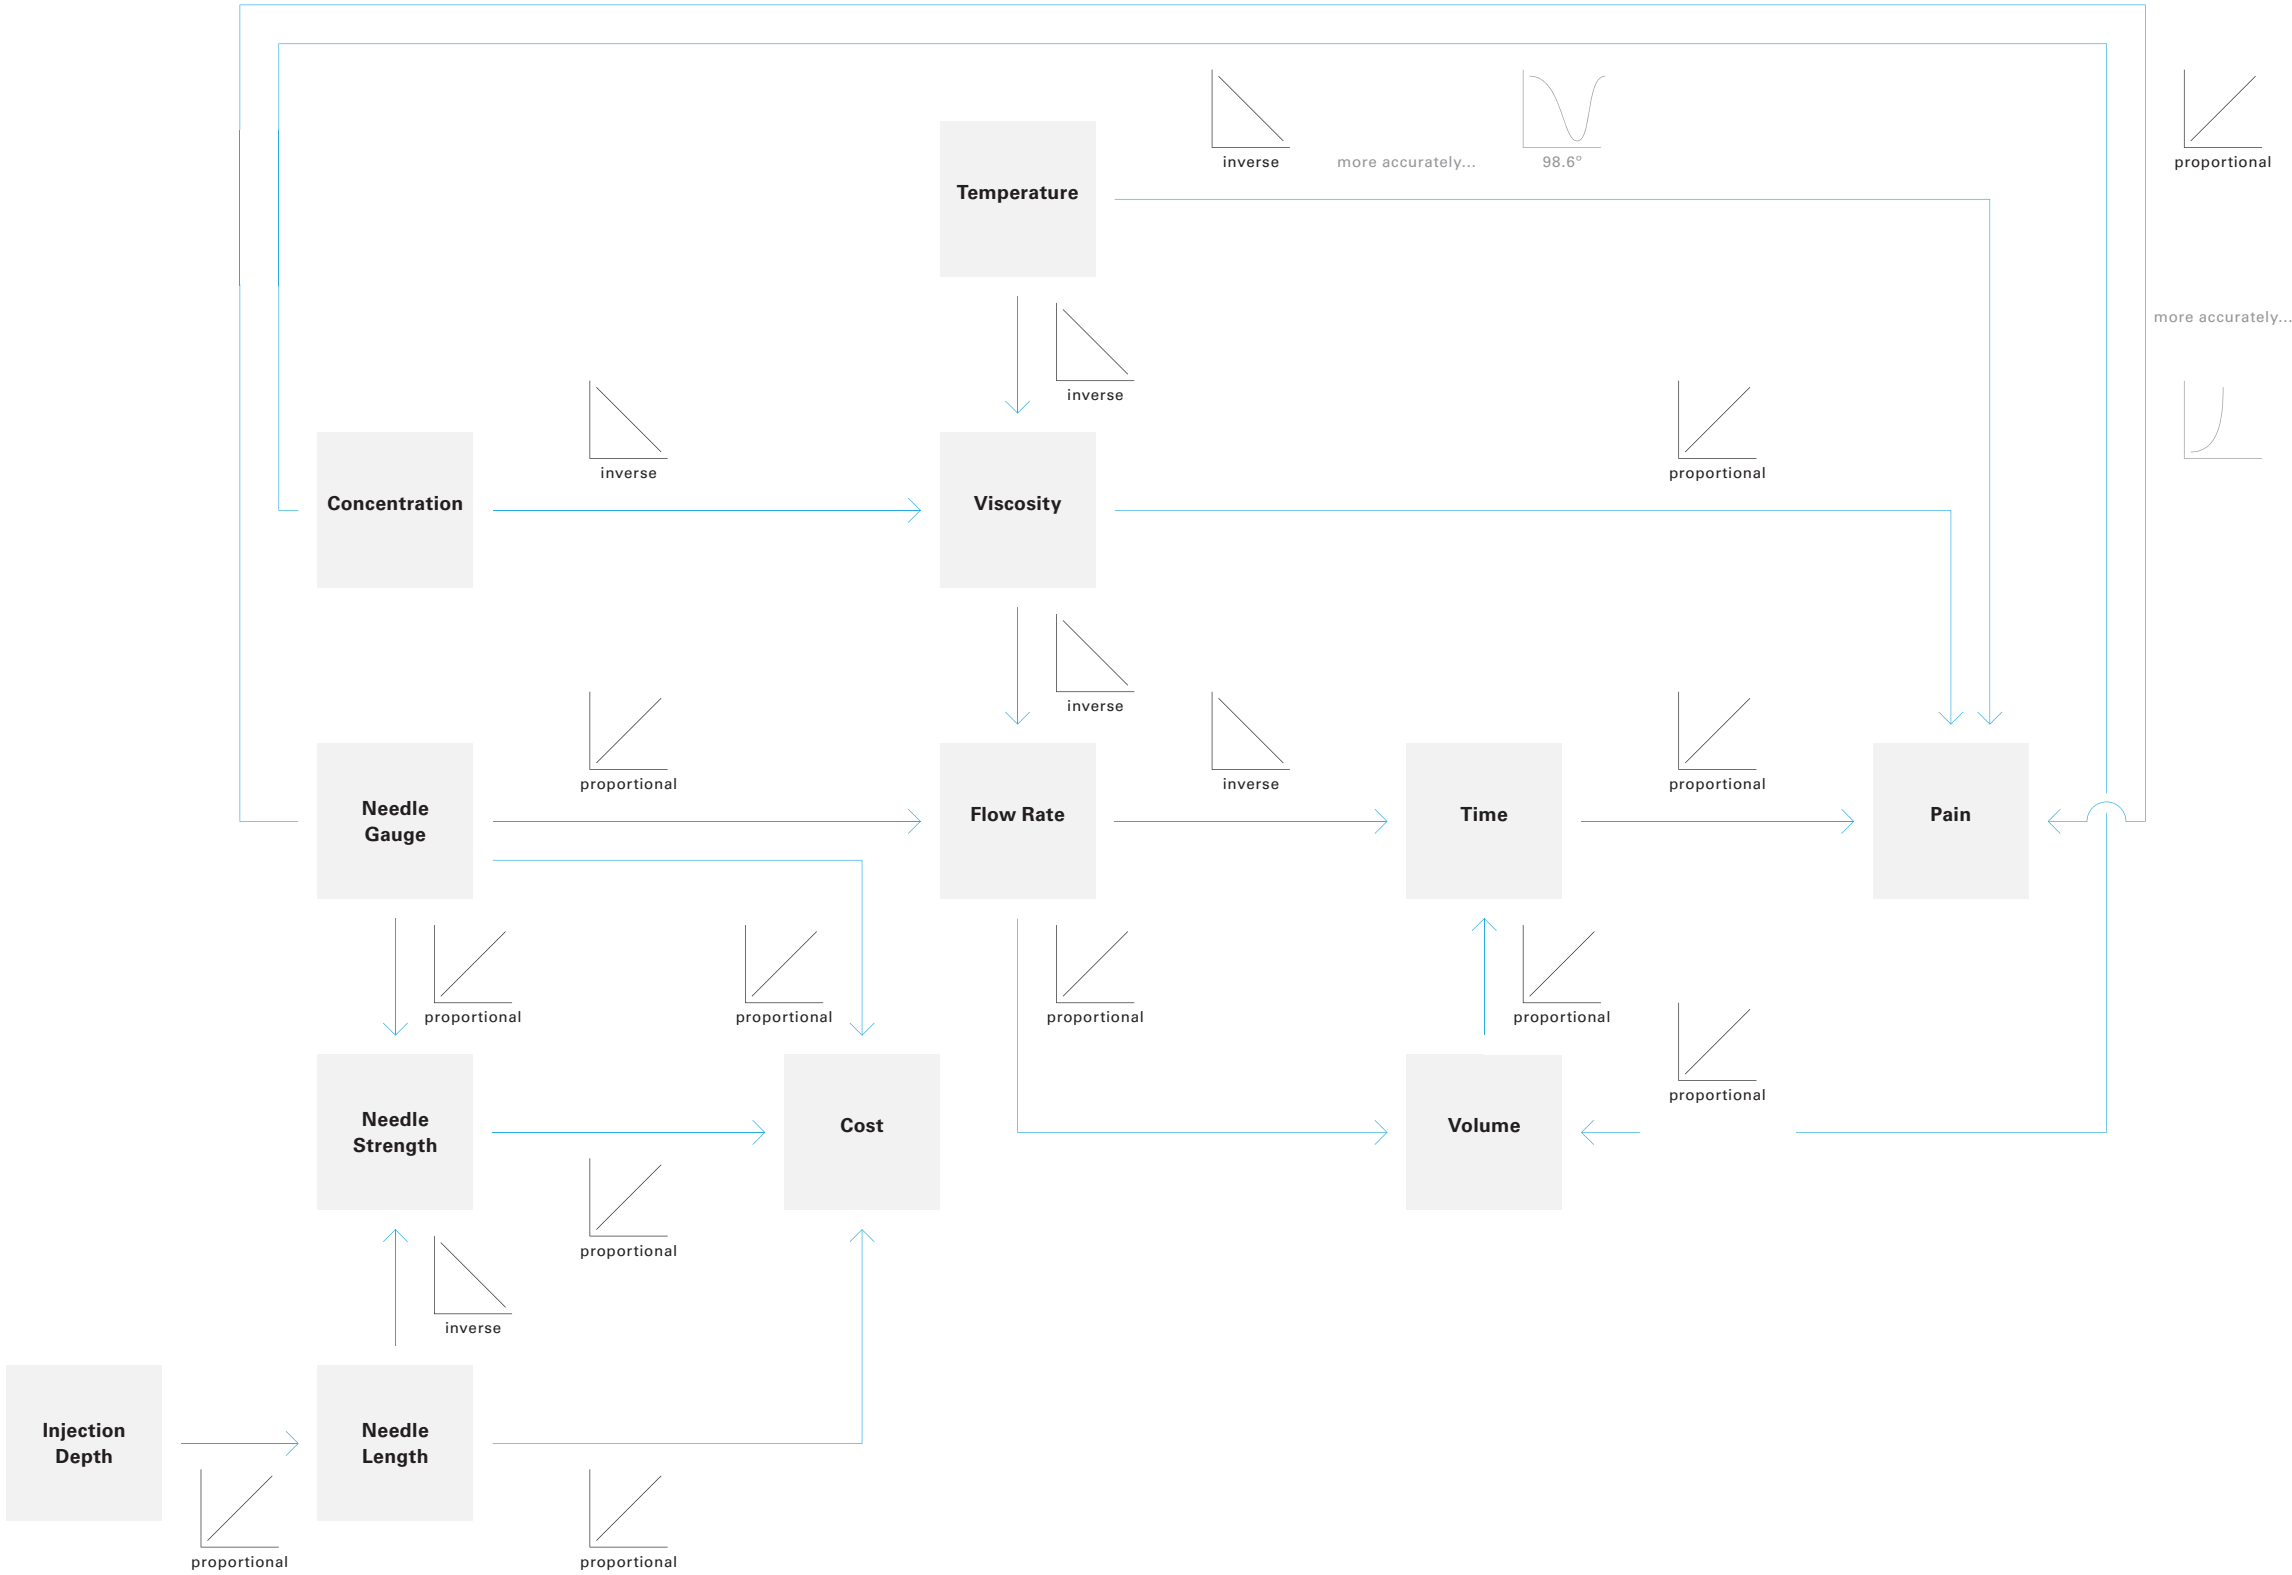 inverse
more accurately...
98.6º
proportional
Temperature
more accurately...
inverse
inverse
proportional
Concentration
Viscosity
inverse
proportional
inverse
proportional
Needle
Gauge
Flow Rate
Time
Pain
proportional
proportional
proportional
proportional
proportional
Needle
Strength
Cost
Volume
proportional
inverse
Injection
Depth
Needle
Length
proportional
proportional